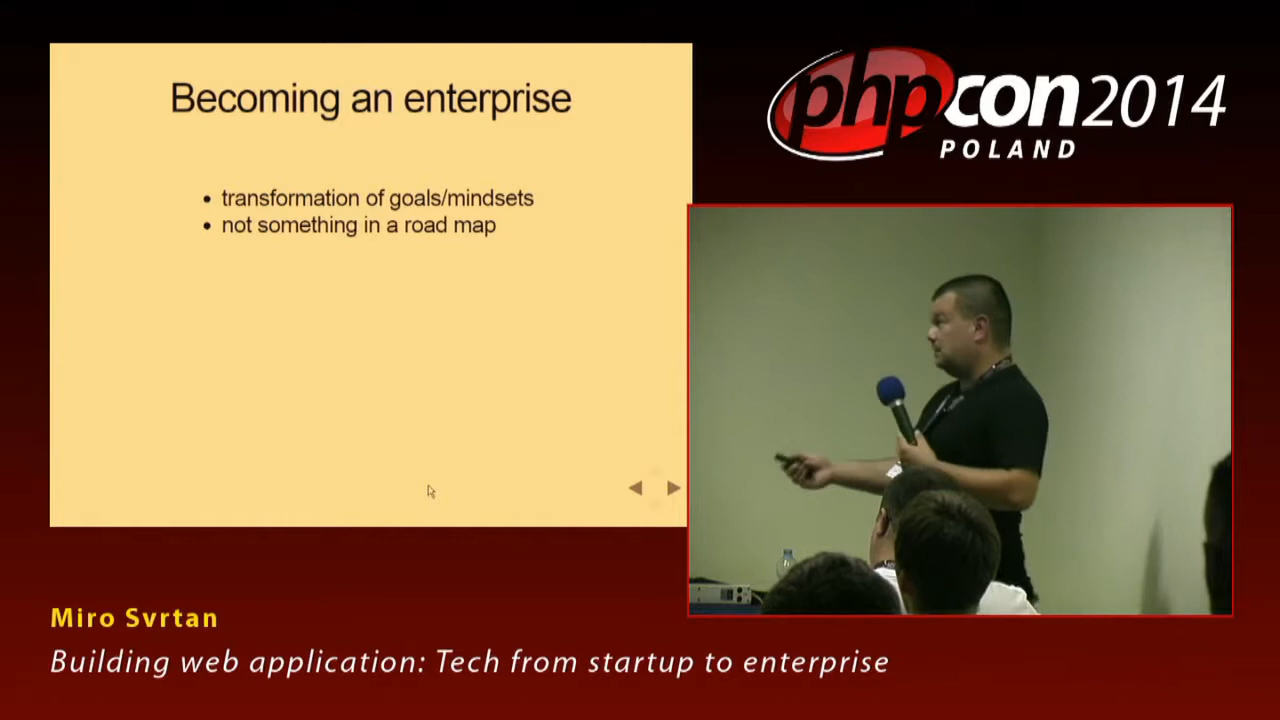 Becoming an enterprise
• transformation of goals/mindsets
• not something in a road map
phpcon2014
POLAND
Miro Svrtan
Building web application: Tech from startup to enterprise